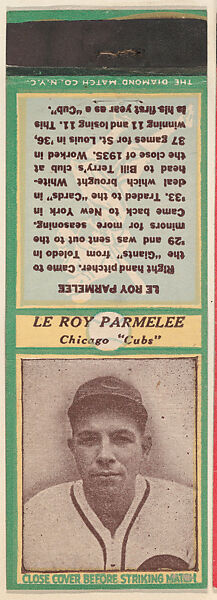 THE DIAMOND MATCH CO. N.Y.C.
LE ROY PARMELEE
Right hand pitcher. Came to
the "Giants" from Toledo in
'29 and was sent out to the
minors for more seasoning.
Came back to New York in
'33. Traded to the "Cards" in
deal which brought White-
head to Bill Terry's club at
the close of 1935. Worked in
37 games for St. Louis in '36,
winning 11 and losing 11. This
is his first year as a "Cub".
LE ROY PARMELEE
Chicago "Cubs"
CLOSE COVER BEFORE STRIKING MATCH